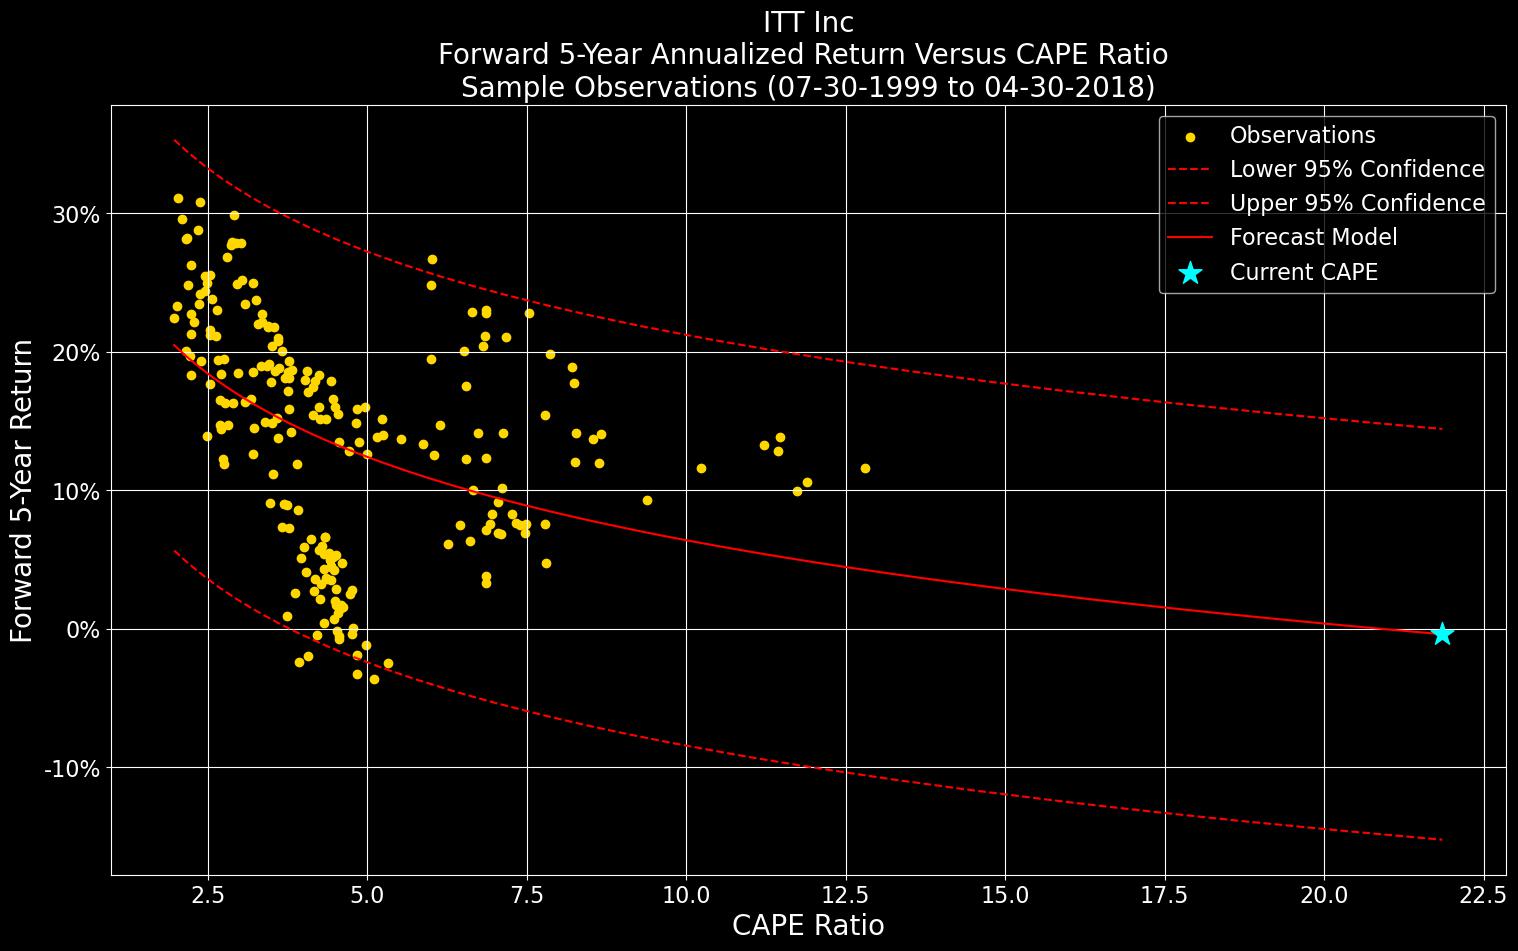 ITT Inc
Forward 5-Year Annualized Return Versus CAPE Ratio
Sample Observations (07-30-1999 to 04-30-2018)
Observations
Lower 95% Confidence
Upper 95% Confidence
Forecast Model
Current CAPE
Forward 5-Year Return
30%
20%
10%
0%
-10%
2.5 5.0 7.5 10.0 12.5 15.0 17.5 20.0 22.5
CAPE Ratio